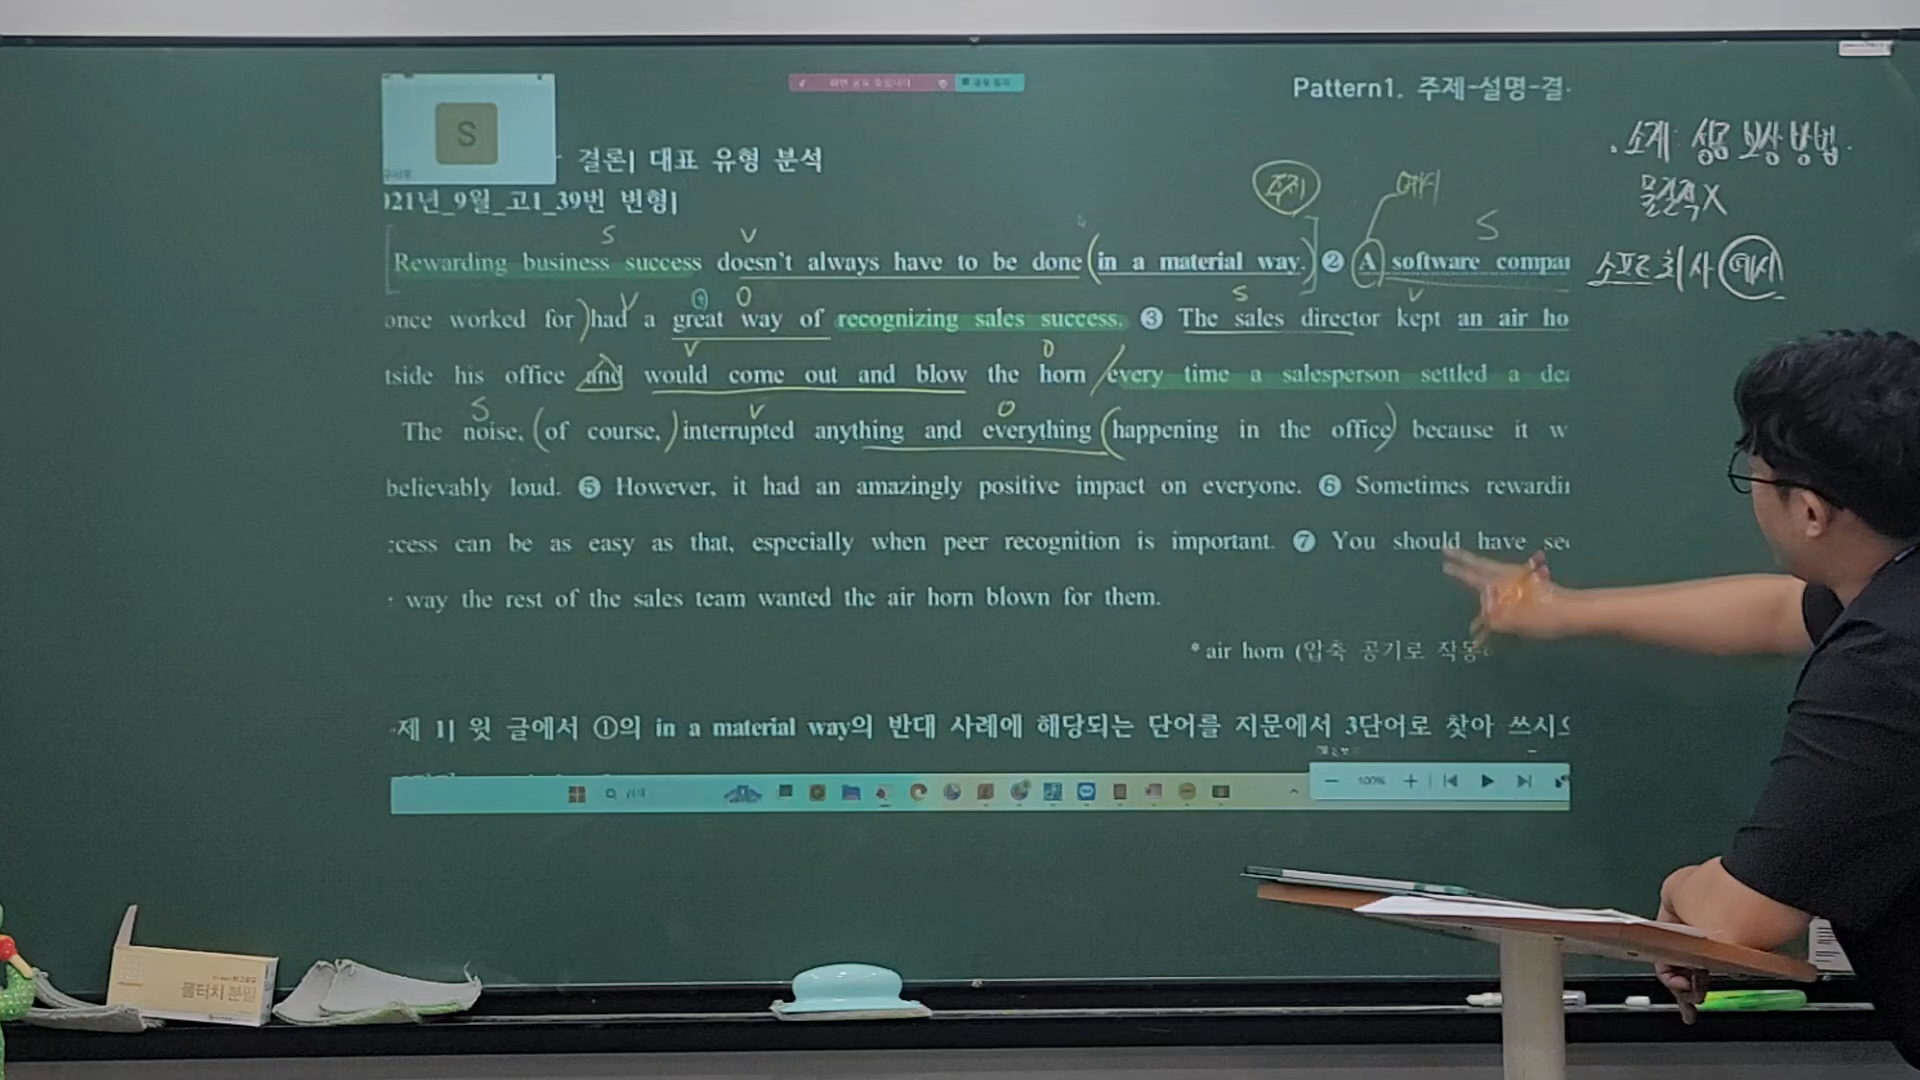 Pattern1. 주제-설명-결
S
결론| 대표 유형 분석
21년_9월_고1_39번 변형|
주제 예시
S V S
Rewarding business success doesn't always have to be done (in a material way.)] ❷ A software compa
V O S V
once worked for) had a great way of recognizing sales success. ❸ The sales director kept an air ho
V O
tside his office and would come out and blow the horn / every time a salesperson settled a de
S V O
The noise, (of course,) interrupted anything and everything (happening in the office) because it w
believably loud. ❺ However, it had an amazingly positive impact on everyone. ❻ Sometimes rewardi
cess can be as easy as that, especially when peer recognition is important. ❼ You should have see
way the rest of the sales team wanted the air horn blown for them.
* air horn (압축 공기로 작동
제 1| 윗 글에서 ①의 in a material way의 반대 사례에 해당되는 단어를 지문에서 3단어로 찾아 쓰시오
100%
· 소재: 성공 보상 방법.
물질적 X
소프트 회사 예시
필터치 분필